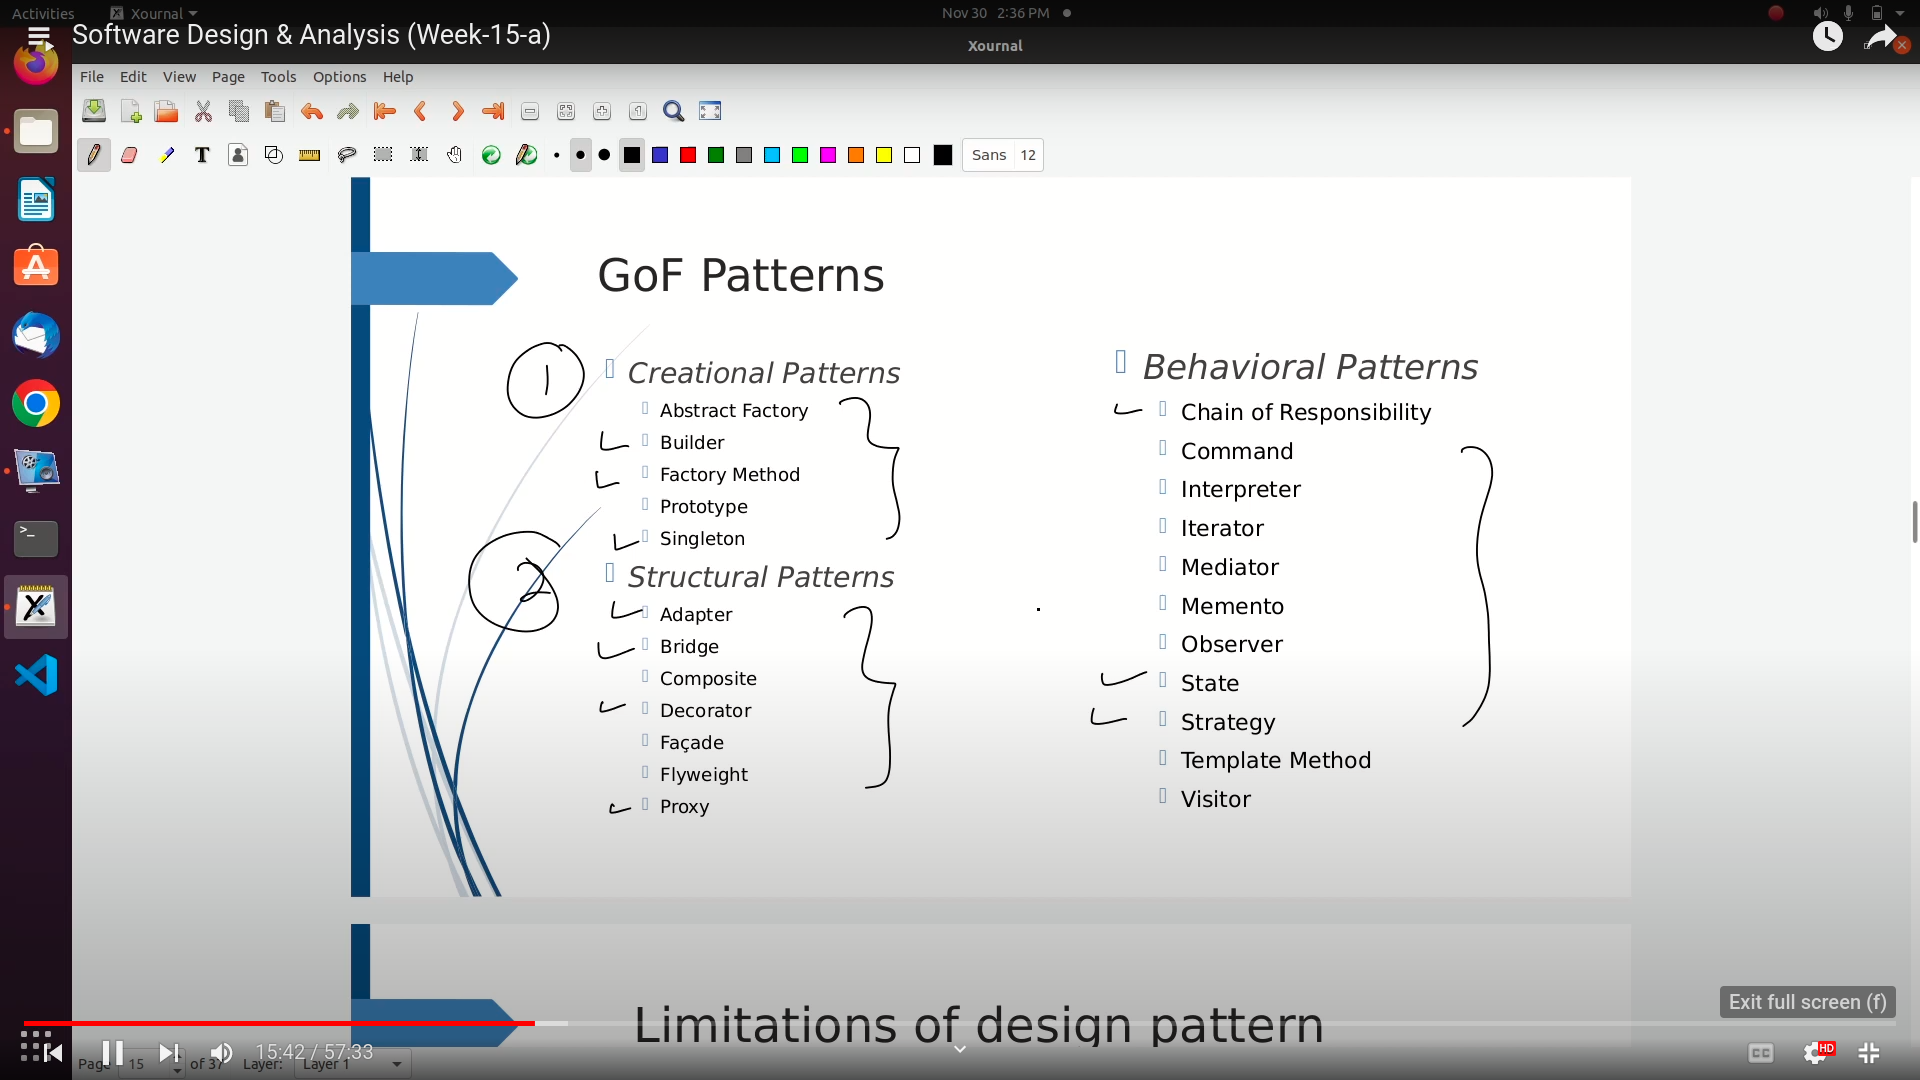 Activities
Xournal
Nov 30 2:36 PM
Software Design & Analysis (Week-15-a)
Xournal
File Edit View Page Tools Options Help
T
Sans 12
GoF Patterns
1
Creational Patterns
Abstract Factory
Builder
Factory Method
Prototype
Singleton
2
Structural Patterns
Adapter
Bridge
Composite
Decorator
Façade
Flyweight
Proxy
Behavioral Patterns
Chain of Responsibility
Command
Interpreter
Iterator
Mediator
Memento
Observer
State
Strategy
Template Method
Visitor
Limitations of design pattern
Exit full screen (f)
15:42 / 57:33
CC
HD
Page 15 of 37 Layer: Layer 1